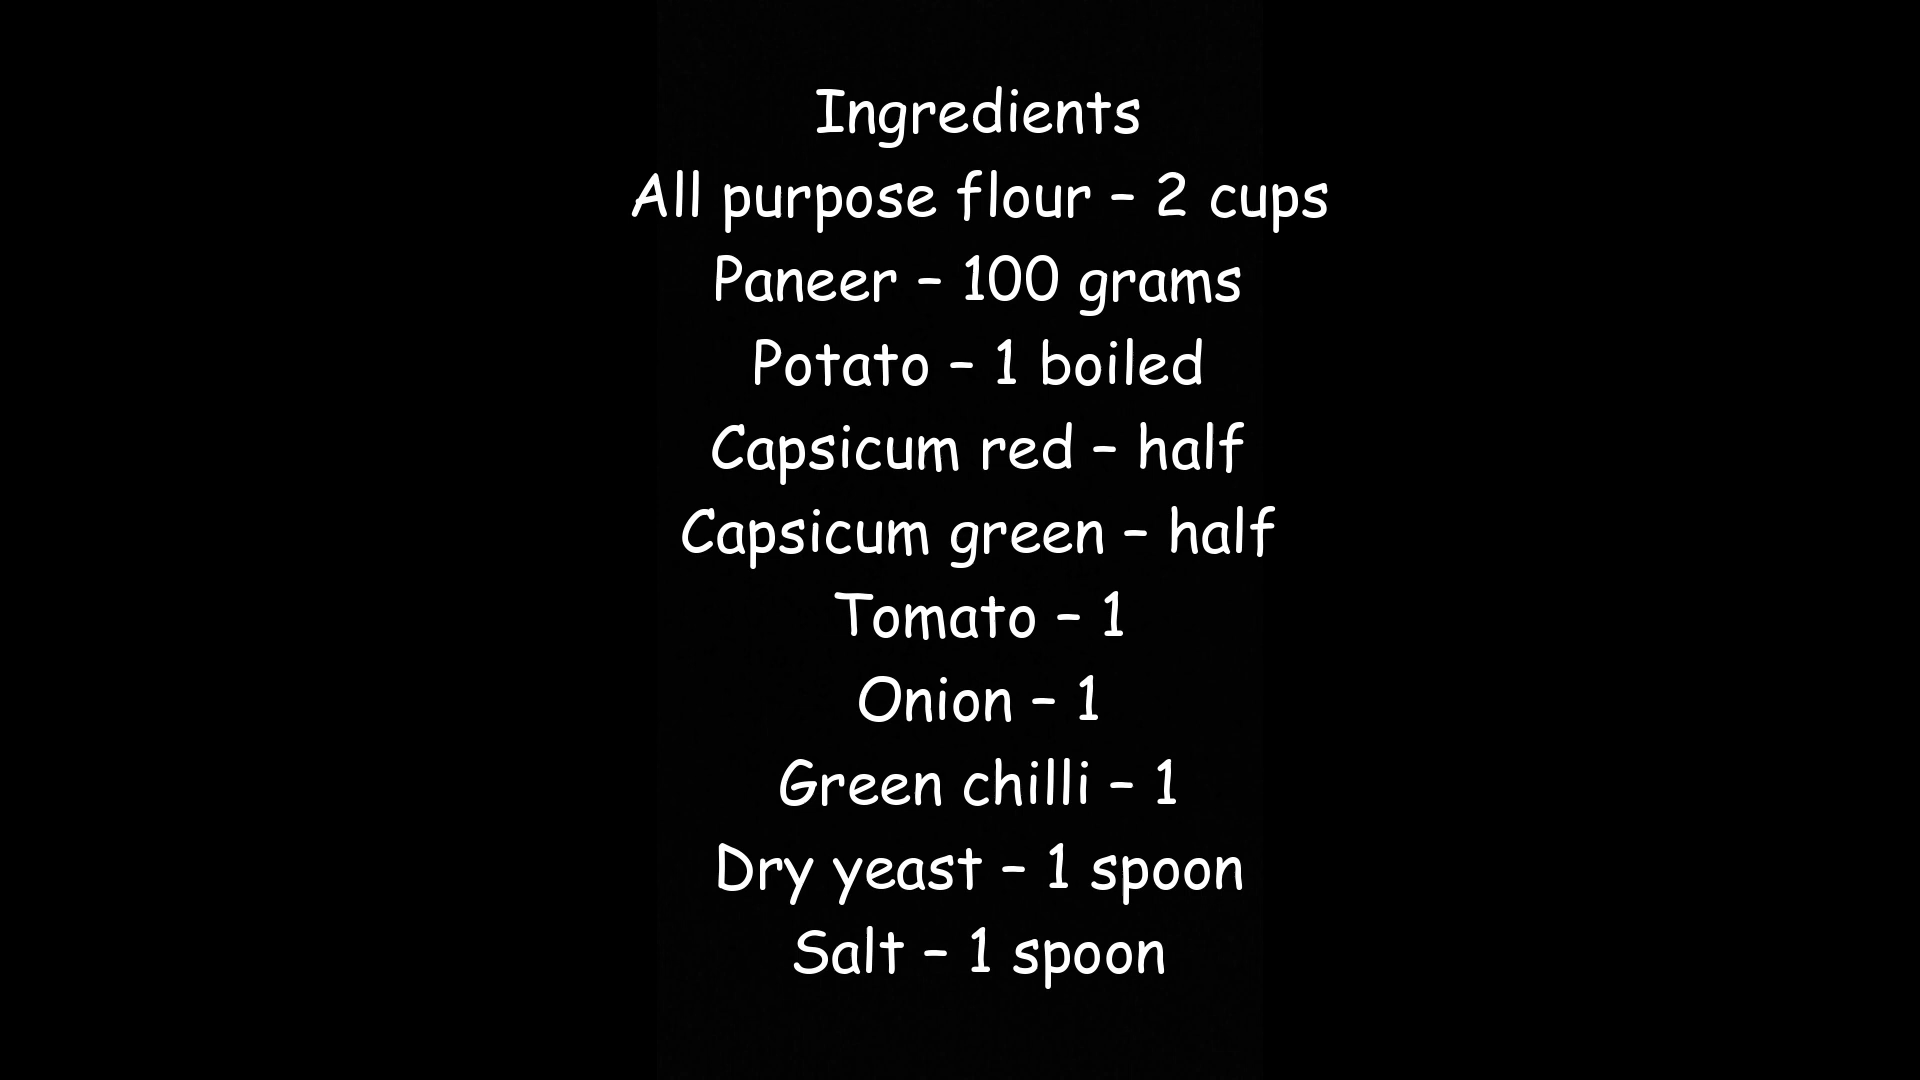 Ingredients
All purpose flour – 2 cups
Paneer – 100 grams
Potato – 1 boiled
Capsicum red – half
Capsicum green – half
Tomato – 1
Onion – 1
Green chilli – 1
Dry yeast – 1 spoon
Salt – 1 spoon